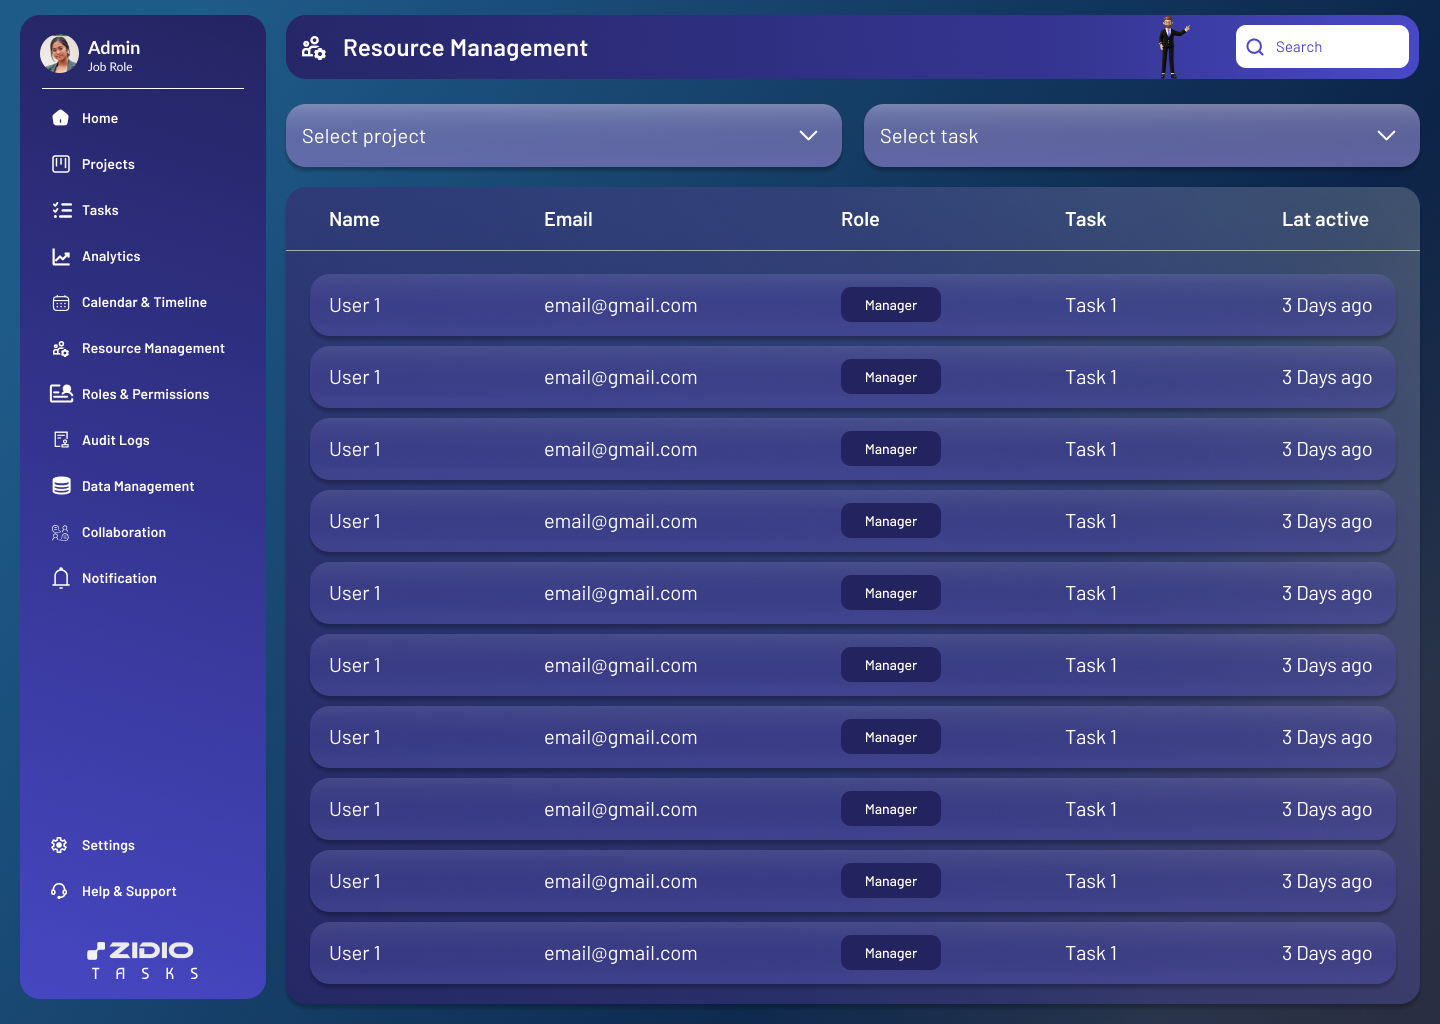 Admin
Job Role
Home
Projects
Tasks
Analytics
Calendar & Timeline
Resource Management
Roles & Permissions
Audit Logs
Data Management
Collaboration
Notification
Settings
Help & Support
ZIDIO
TASKS
Resource Management
Search
Select project
Select task
Name Email Role Task Lat active
User 1 email@gmail.com Manager Task 1 3 Days ago
User 1 email@gmail.com Manager Task 1 3 Days ago
User 1 email@gmail.com Manager Task 1 3 Days ago
User 1 email@gmail.com Manager Task 1 3 Days ago
User 1 email@gmail.com Manager Task 1 3 Days ago
User 1 email@gmail.com Manager Task 1 3 Days ago
User 1 email@gmail.com Manager Task 1 3 Days ago
User 1 email@gmail.com Manager Task 1 3 Days ago
User 1 email@gmail.com Manager Task 1 3 Days ago
User 1 email@gmail.com Manager Task 1 3 Days ago